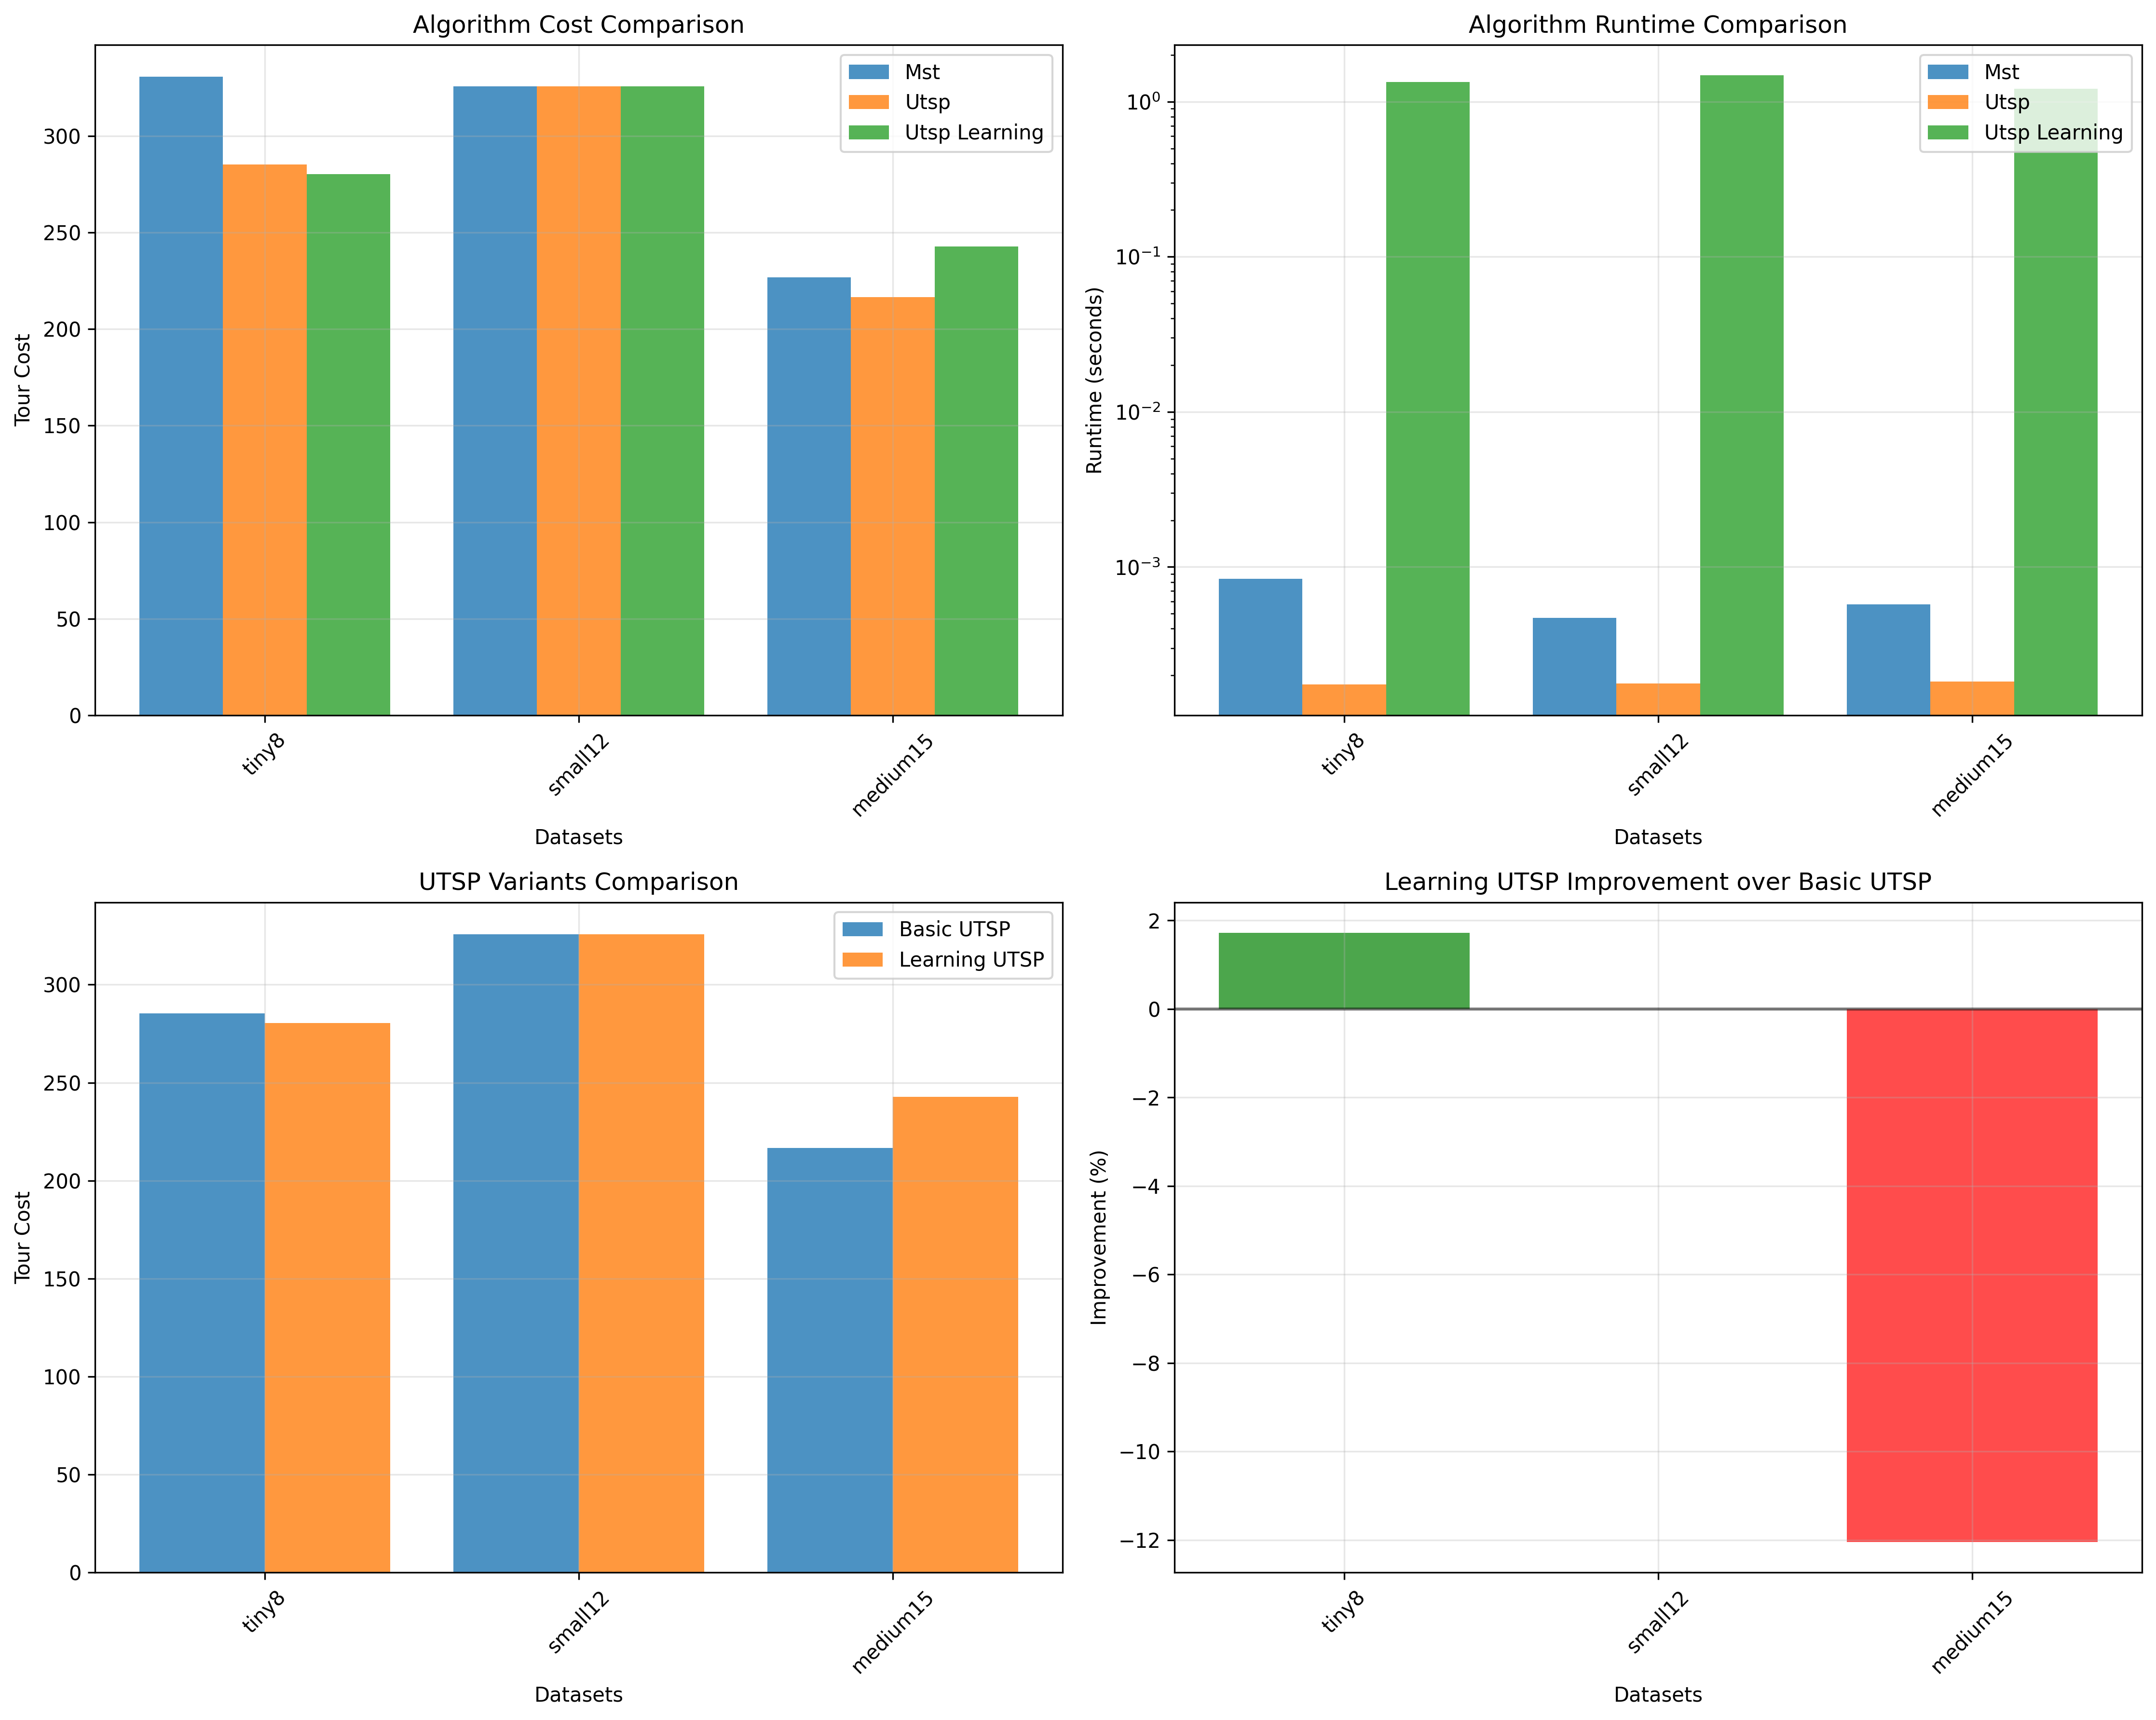 Algorithm Cost Comparison
Tour Cost
300
250
200
150
100
50
0
Mst
Utsp
Utsp Learning
tiny8
small12
medium15
Datasets
Algorithm Runtime Comparison
Runtime (seconds)
10⁰
10⁻¹
10⁻²
10⁻³
Mst
Utsp
Utsp Learning
tiny8
small12
medium15
Datasets
UTSP Variants Comparison
Tour Cost
300
250
200
150
100
50
0
Basic UTSP
Learning UTSP
tiny8
small12
medium15
Datasets
Learning UTSP Improvement over Basic UTSP
Improvement (%)
2
0
−2
−4
−6
−8
−10
−12
tiny8
small12
medium15
Datasets